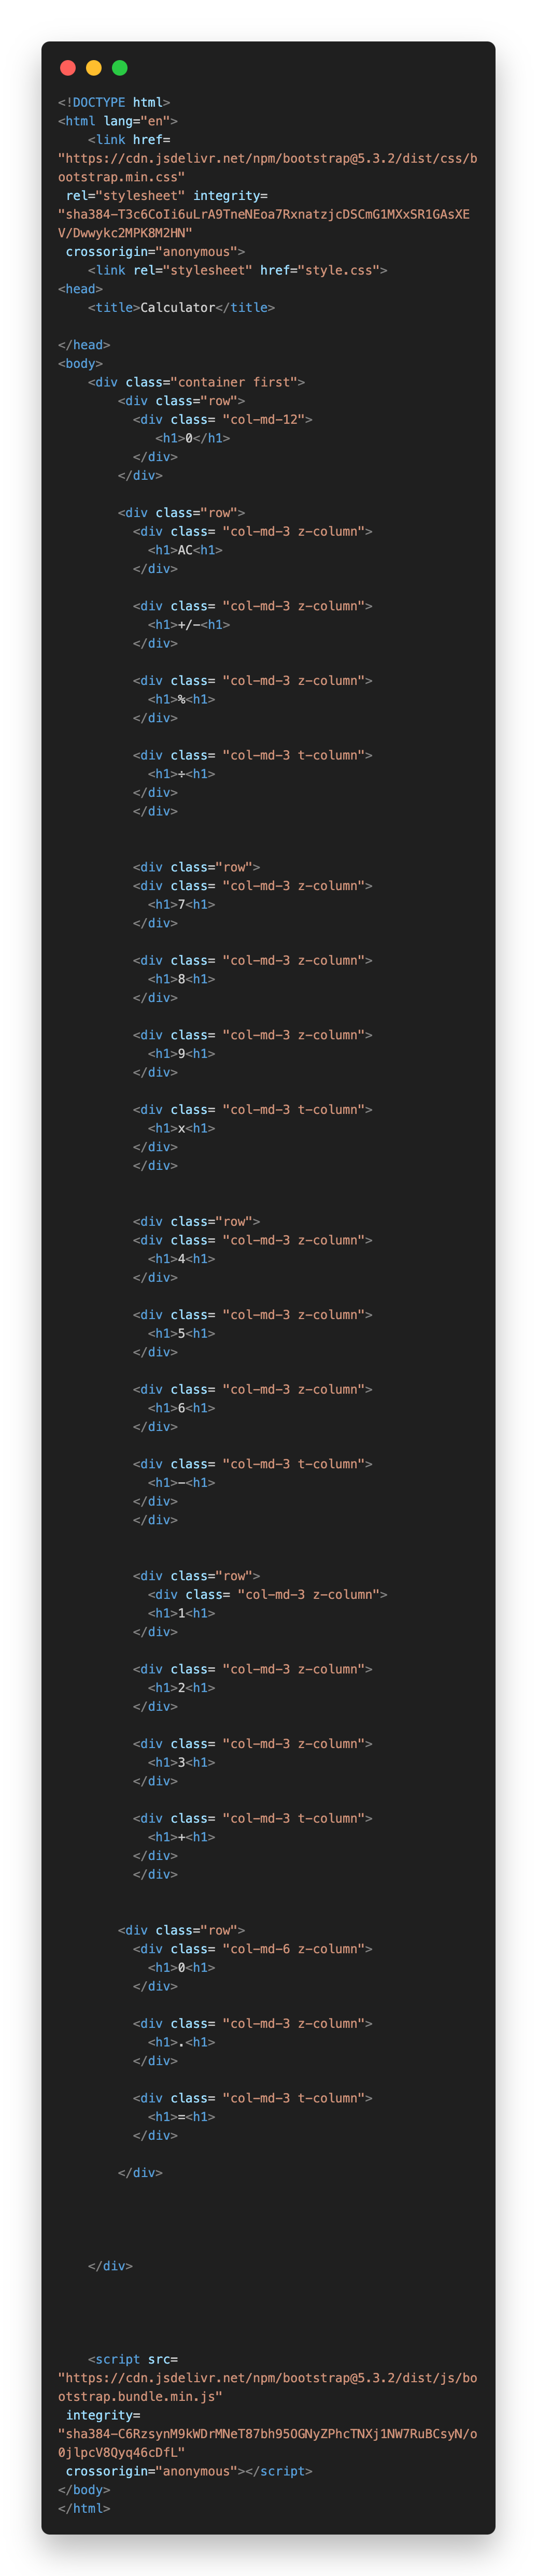 <!DOCTYPE html>
<html lang="en">
    <link href=
"https://cdn.jsdelivr.net/npm/bootstrap@5.3.2/dist/css/b
ootstrap.min.css"
 rel="stylesheet" integrity=
"sha384-T3c6CoIi6uLrA9TneNEoa7RxnatzjcDSCmG1MXxSR1GAsXE
V/Dwwykc2MPK8M2HN"
 crossorigin="anonymous">
    <link rel="stylesheet" href="style.css">
<head>
    <title>Calculator</title>

</head>
<body>
    <div class="container first">
        <div class="row">
          <div class= "col-md-12">
             <h1>0</h1>
          </div>
        </div>

        <div class="row">
          <div class= "col-md-3 z-column">
            <h1>AC<h1>
          </div>

          <div class= "col-md-3 z-column">
            <h1>+/-<h1>
          </div>

          <div class= "col-md-3 z-column">
            <h1>%<h1>
          </div>

          <div class= "col-md-3 t-column">
            <h1>÷<h1>
          </div>
          </div>


          <div class="row">
          <div class= "col-md-3 z-column">
            <h1>7<h1>
          </div>

          <div class= "col-md-3 z-column">
            <h1>8<h1>
          </div>

          <div class= "col-md-3 z-column">
            <h1>9<h1>
          </div>

          <div class= "col-md-3 t-column">
            <h1>x<h1>
          </div>
          </div>


          <div class="row">
          <div class= "col-md-3 z-column">
            <h1>4<h1>
          </div>

          <div class= "col-md-3 z-column">
            <h1>5<h1>
          </div>

          <div class= "col-md-3 z-column">
            <h1>6<h1>
          </div>

          <div class= "col-md-3 t-column">
            <h1>-<h1>
          </div>
          </div>


          <div class="row">
            <div class= "col-md-3 z-column">
            <h1>1<h1>
          </div>

          <div class= "col-md-3 z-column">
            <h1>2<h1>
          </div>

          <div class= "col-md-3 z-column">
            <h1>3<h1>
          </div>

          <div class= "col-md-3 t-column">
            <h1>+<h1>
          </div>
          </div>


        <div class="row">
          <div class= "col-md-6 z-column">
            <h1>0<h1>
          </div>

          <div class= "col-md-3 z-column">
            <h1>.<h1>
          </div>

          <div class= "col-md-3 t-column">
            <h1>=<h1>
          </div>

        </div>




    </div>




    <script src=
"https://cdn.jsdelivr.net/npm/bootstrap@5.3.2/dist/js/bo
otstrap.bundle.min.js"
 integrity=
"sha384-C6RzsynM9kWDrMNeT87bh95OGNyZPhcTNXj1NW7RuBCsyN/o
0jlpcV8Qyq46cDfL"
 crossorigin="anonymous"></script>
</body>
</html>